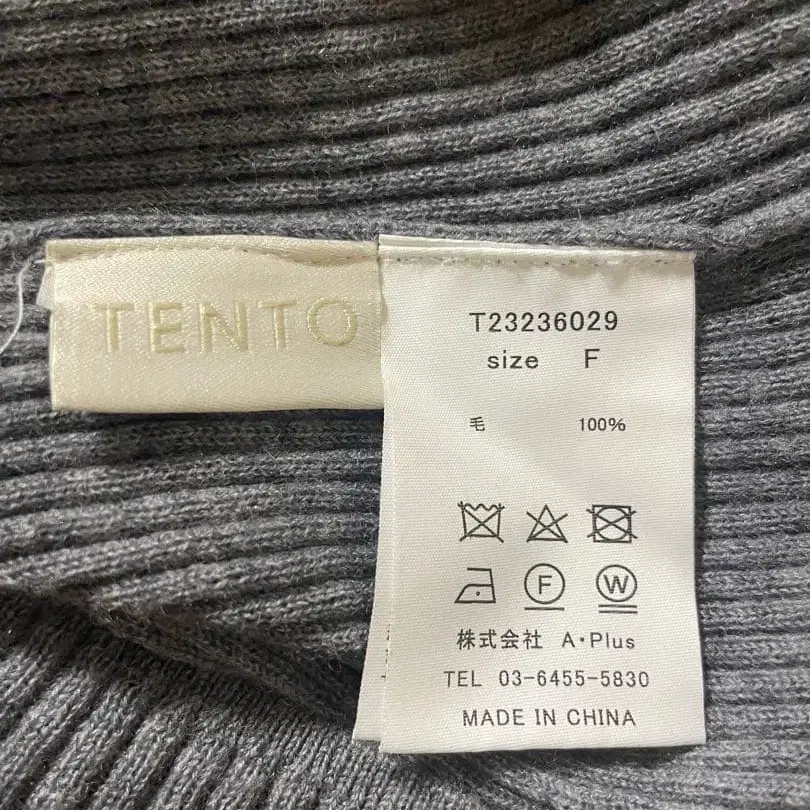 TENTO
T23236029
size F
毛 100%
F W
株式会社 A・Plus
TEL 03-6455-5830
MADE IN CHINA